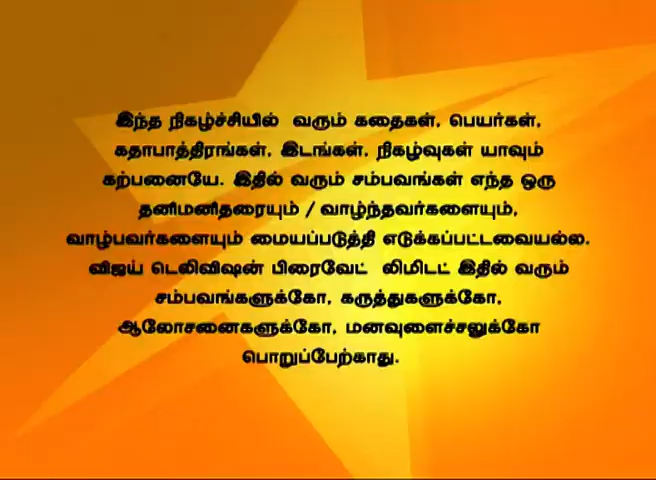 இந்த நிகழ்ச்சியில் வரும் கதைகள், பெயர்கள்,
கதாபாத்திரங்கள், இடங்கள், நிகழ்வுகள் யாவும்
கற்பனையே. இதில் வரும் சம்பவங்கள் எந்த ஒரு
தனிமனிதரையும் / வாழ்ந்தவர்களையும்,
வாழ்பவர்களையும் மையப்படுத்தி எடுக்கப்பட்டவையல்ல.
விஜய் டெலிவிஷன் பிரைவேட் லிமிடட் இதில் வரும்
சம்பவங்களுக்கோ, கருத்துகளுக்கோ,
ஆலோசனைகளுக்கோ, மனவுளைச்சலுக்கோ
பொறுப்பேற்காது.